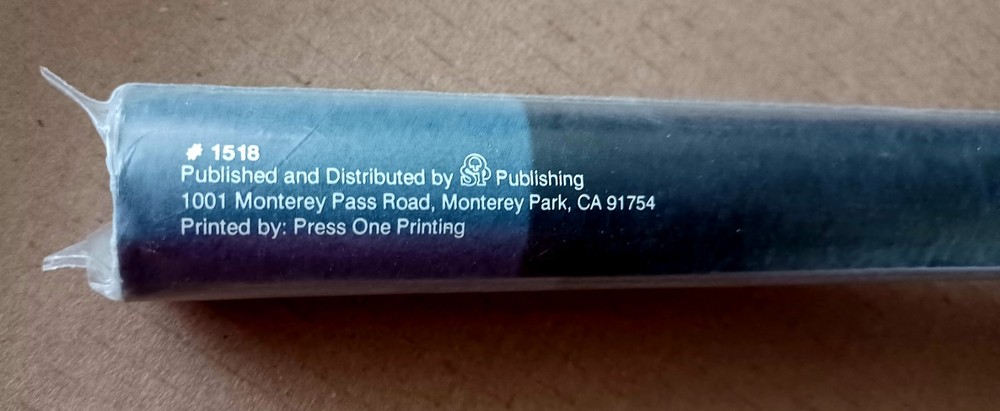 # 1518
Published and Distributed by SP Publishing
1001 Monterey Pass Road, Monterey Park, CA 91754
Printed by: Press One Printing